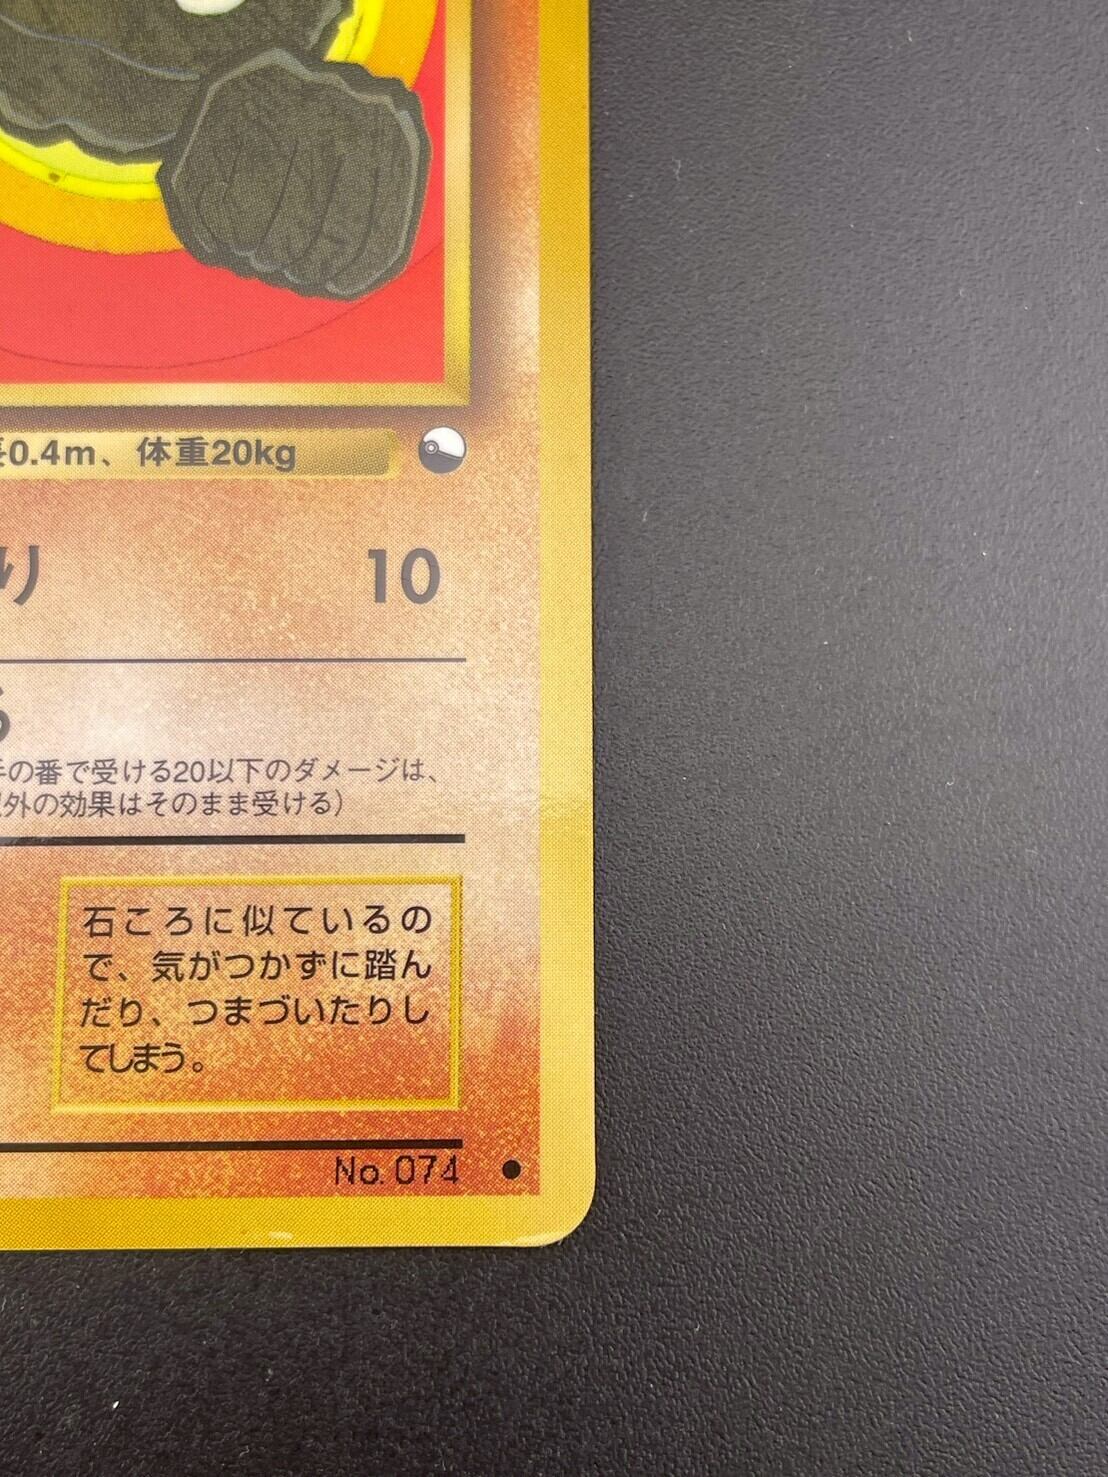 0.4m、体重20kg
り 10
る
の番で受ける20以下のダメージは、
外の効果はそのまま受ける）
石ころに似ているの
で、気がつかずに踏ん
だり、つまづいたりし
てしまう。
No. 074 ●